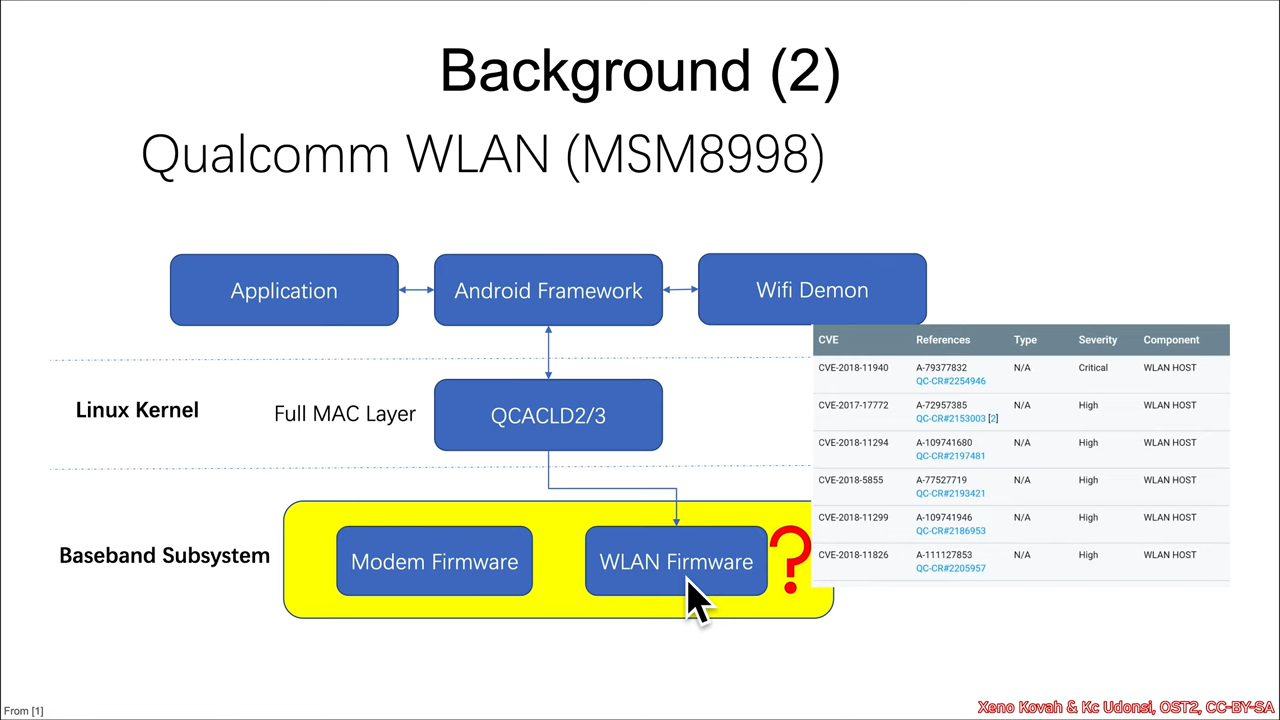 Background (2)
Qualcomm WLAN (MSM8998)
Application
Android Framework
Wifi Demon
Linux Kernel
Full MAC Layer
QCACLD2/3
Baseband Subsystem
Modem Firmware
WLAN Firmware
?
CVE References Type Severity Component
CVE-2018-11940 A-79377832 N/A Critical WLAN HOST
QC-CR#2254946
CVE-2017-17772 A-72957385 N/A High WLAN HOST
QC-CR#2153003 [2]
CVE-2018-11294 A-109741680 N/A High WLAN HOST
QC-CR#2197481
CVE-2018-5855 A-77527719 N/A High WLAN HOST
QC-CR#2193421
CVE-2018-11299 A-109741946 N/A High WLAN HOST
QC-CR#2186953
CVE-2018-11826 A-111127853 N/A High WLAN HOST
QC-CR#2205957
From [1]
Xeno Kovah & Kc Udonsi, OST2, CC-BY-SA